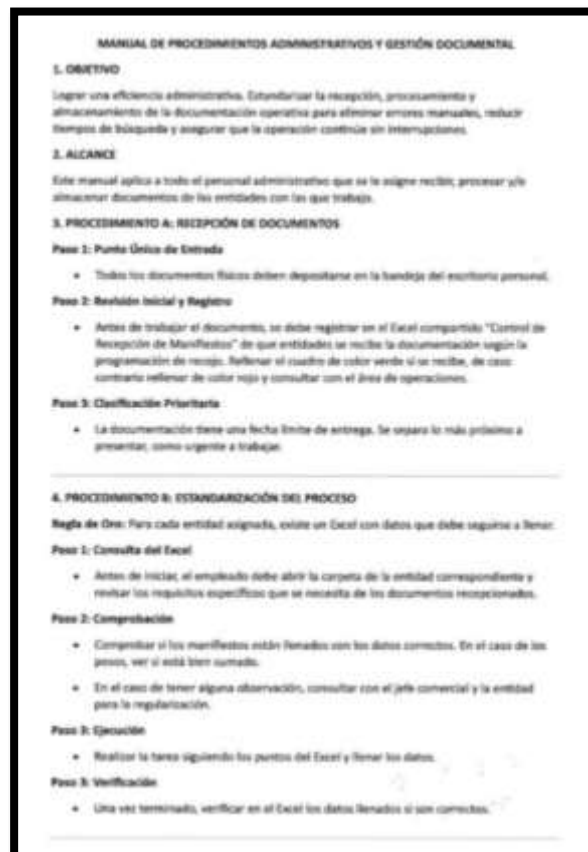 MANUAL DE PROCEDIMIENTOS ADMINISTRATIVOS Y GESTIÓN DOCUMENTAL
1. OBJETIVO
Lograr una eficiencia administrativa. Estandarizar la recepción, procesamiento y
almacenamiento de la documentación operativa para eliminar errores manuales, reducir
tiempos de búsqueda y asegurar que la operación continúe sin interrupciones.
2. ALCANCE
Este manual aplica a todo el personal administrativo que se le asigne recibir, procesar y/o
almacenar documentos de las entidades con las que trabaja.
3. PROCEDIMIENTO A: RECEPCIÓN DE DOCUMENTOS
Paso 1: Punto Único de Entrada
• Todos los documentos físicos deben depositarse en la bandeja del escritorio personal.
Paso 2: Revisión Inicial y Registro
• Antes de trabajar el documento, se debe registrar en el Excel compartido "Control de
Recepción de Manifiestos" de que entidades se recibe la documentación según la
programación de recojo. Rellenar el cuadro de color verde si se recibe, de caso
contrario rellenar de color rojo y consultar con el área de operaciones.
Paso 3: Clasificación Prioritaria
• La documentación tiene una fecha límite de entrega. Se separa lo más próximo a
presentar, como urgente a trabajar.
4. PROCEDIMIENTO B: ESTANDARIZACIÓN DEL PROCESO
Regla de Oro: Para cada entidad asignada, existe un Excel con datos que debe seguirse a llenar.
Paso 1: Consulta del Excel
• Antes de iniciar, el empleado debe abrir la carpeta de la entidad correspondiente y
revisar los requisitos específicos que se necesita de los documentos recepcionados.
Paso 2: Comprobación
• Comprobar si los manifiestos están llenados con los datos correctos. En el caso de los
pesos, ver si está bien sumado.
• En el caso de tener alguna observación, consultar con el jefe comercial y la entidad
para la regularización.
Paso 3: Ejecución
• Realizar la tarea siguiendo los puntos del Excel y llenar los datos.
Paso 3: Verificación
• Una vez terminado, verificar en el Excel los datos llenados si son correctos.